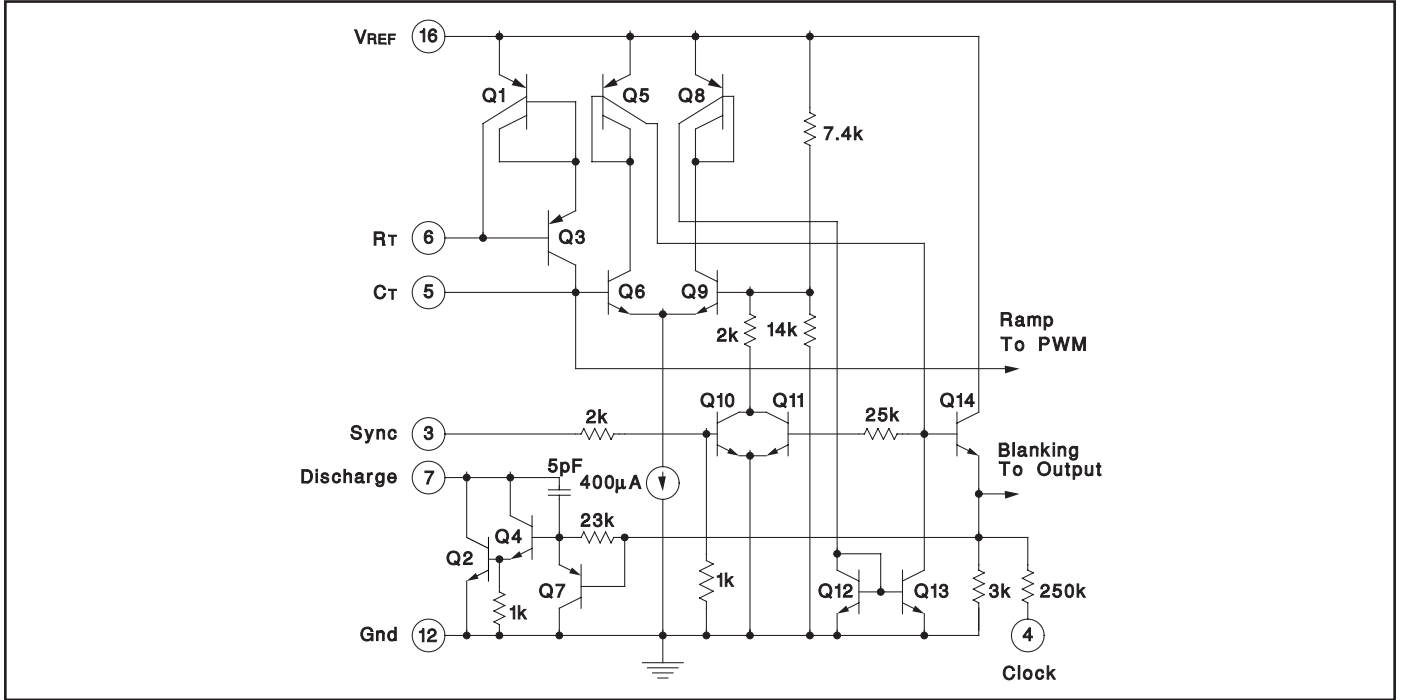 VREF 16
Q1
Q5
Q8
7.4k
RT 6
Q3
CT 5
Q6
Q9
2k
14k
Ramp
To PWM
Q10
Q11
Q14
25k
Sync 3
2k
Blanking
To Output
Discharge 7
5pF
400μA
23k
Q4
Q2
Q7
1k
1k
Q12
Q13
3k
250k
Gnd 12
4
Clock